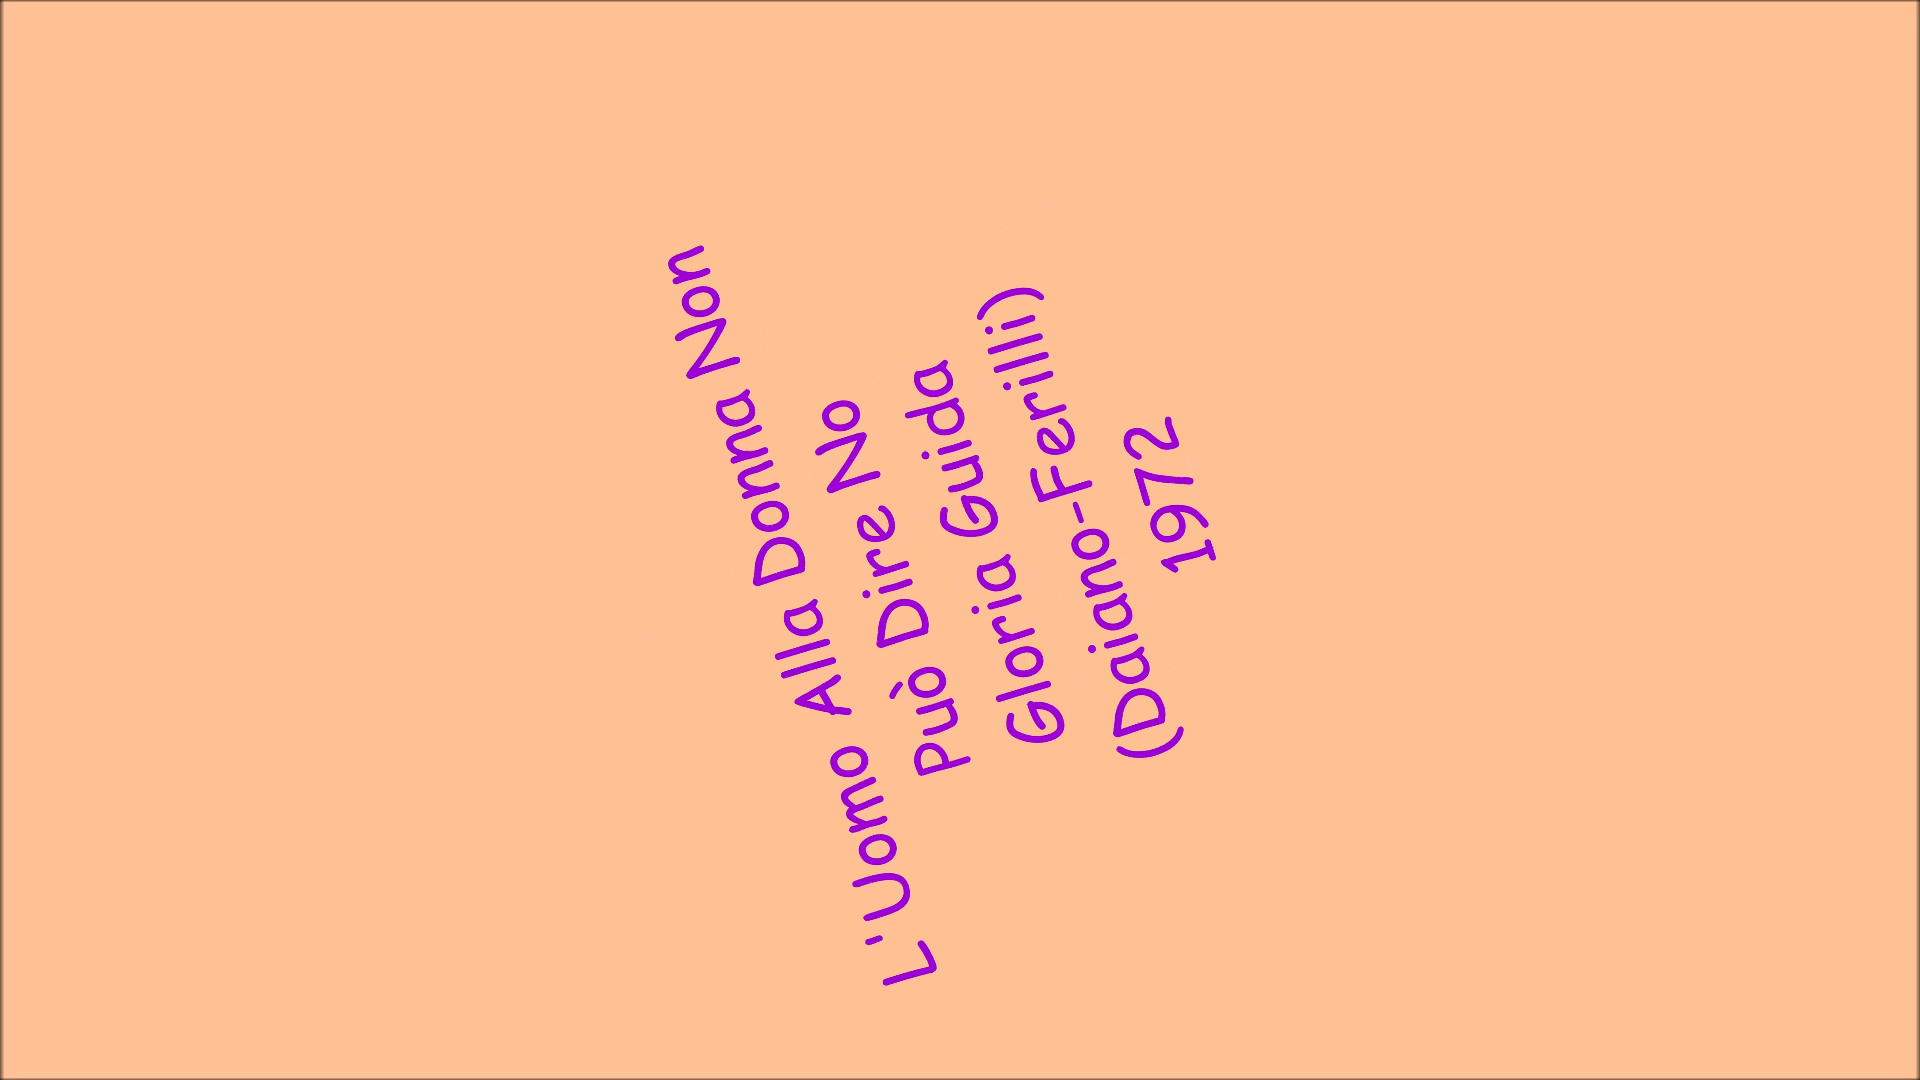 L'Uomo Alla Donna Non
Può Dire No
Gloria Guida
(Daiano-Ferilli)
1972